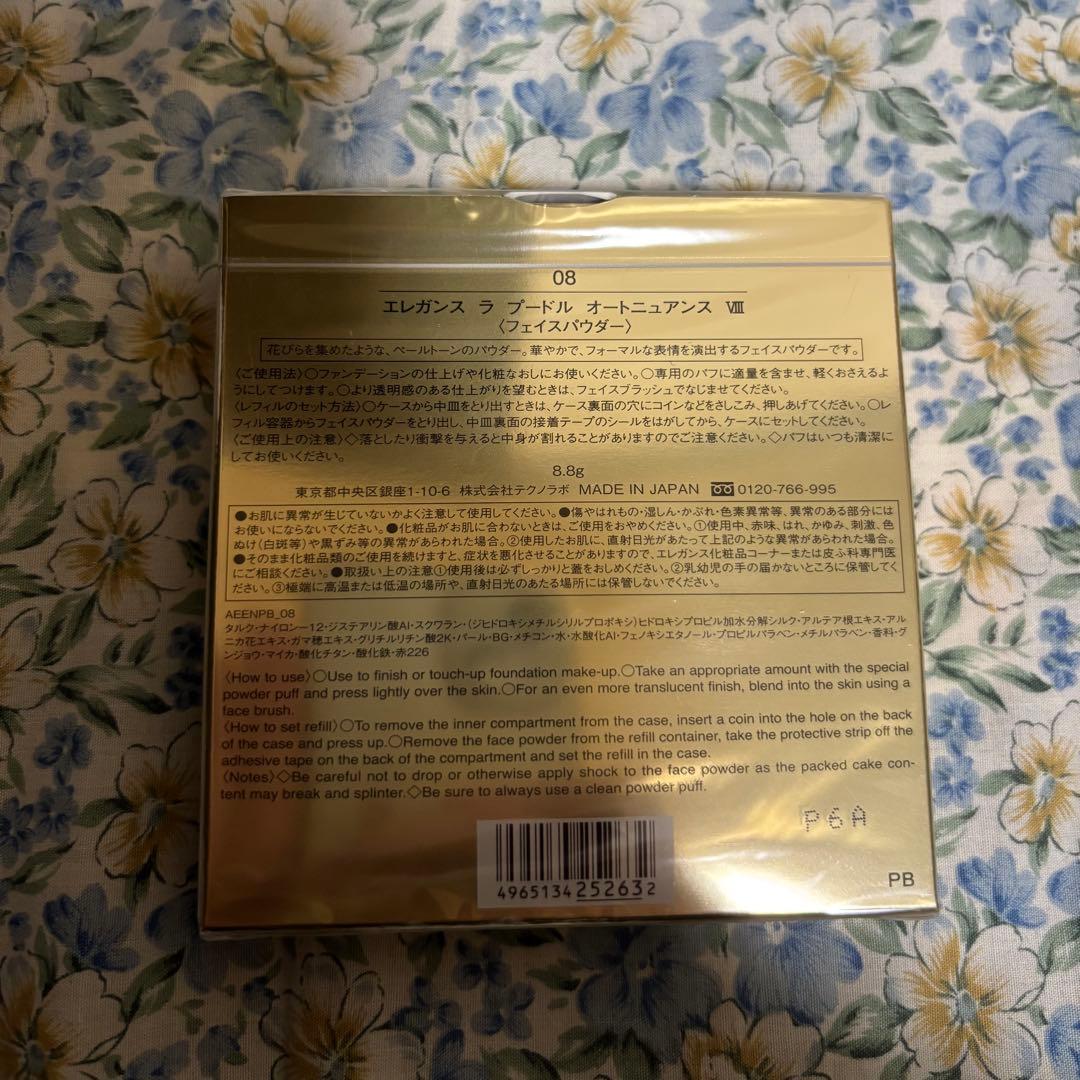 08
エレガンス ラ プードル オートニュアンス Ⅷ
〈フェイスパウダー〉
花びらを集めたような、ペールトーンのパウダー。華やかで、フォーマルな表情を演出するフェイスパウダーです。
〈ご使用法〉○ファンデーションの仕上げや化粧なおしにお使いください。○専用のパフに適量を含ませ、軽くおさえるよ
うにしてつけます。○より透明感のある仕上がりを望むときは、フェイスブラッシュでなじませてください。
〈レフィルのセット方法〉○ケースから中皿をとり出すときは、ケース裏面の穴にコインなどをさしこみ、押しあげてください。○レ
フィル容器からフェイスパウダーをとり出し、中皿裏面の接着テープのシールをはがしてから、ケースにセットしてください。
〈ご使用上の注意〉◇落としたり衝撃を与えると中身が割れることがありますのでご注意ください。◇パフはいつも清潔に
してお使いください。
8.8g
東京都中央区銀座1-10-6 株式会社テクノラボ MADE IN JAPAN 0120-766-995
●お肌に異常が生じていないかよく注意して使用してください。●傷やはれもの・湿しん・かぶれ・色素異常等、異常のある部分には
お使いにならないでください。●化粧品がお肌に合わないときは、ご使用をおやめください。①使用中、赤味、はれ、かゆみ、刺激、色
ぬけ(白斑等)や黒ずみ等の異常があらわれた場合。②使用したお肌に、直射日光があたって上記のような異常があらわれた場合。
●そのまま化粧品類のご使用を続けますと、症状を悪化させることがありますので、エレガンス化粧品コーナーまたは皮ふ科専門医
にご相談ください。●取扱い上の注意①使用後は必ずしっかりと蓋をおしめください。②乳幼児の手の届かないところに保管してく
ださい。③極端に高温または低温の場所や、直射日光のあたる場所には保管しないでください。
AEENPB_08
タルク・ナイロン－12・ジステアリン酸Al・スクワラン・(ジヒドロキシメチルシリルプロポキシ)ヒドロキシプロピル加水分解シルク・アルテア根エキス・アル
ニカ花エキス・ガマ穂エキス・グリチルリチン酸2K・パール・BG・メチコン・水・水酸化Al・フェノキシエタノール・プロピルパラベン・メチルパラベン・香料・グ
ンジョウ・マイカ・酸化チタン・酸化鉄・赤226
〈How to use〉○Use to finish or touch-up foundation make-up.○Take an appropriate amount with the special
powder puff and press lightly over the skin.○For an even more translucent finish, blend into the skin using a
face brush.
〈How to set refill〉○To remove the inner compartment from the case, insert a coin into the hole on the back
of the case and press up.○Remove the face powder from the refill container, take the protective strip off the
adhesive tape on the back of the compartment and set the refill in the case.
〈Notes〉◇Be careful not to drop or otherwise apply shock to the face powder as the packed cake con-
tent may break and splinter.◇Be sure to always use a clean powder puff.
P6A
4965134252632
PB